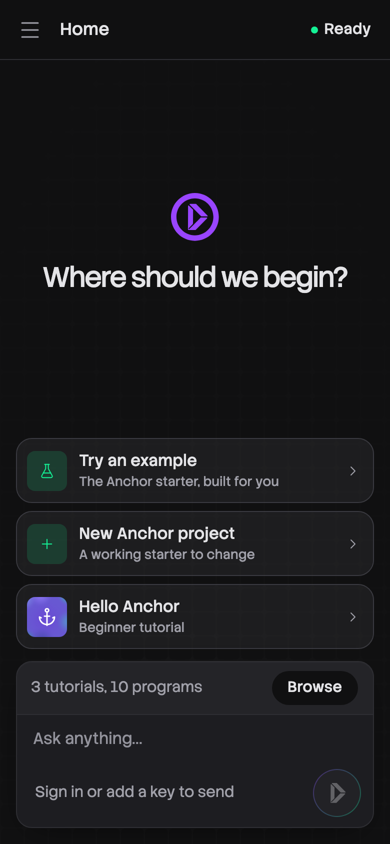 Home
Ready
Where should we begin?
Try an example
The Anchor starter, built for you
New Anchor project
A working starter to change
Hello Anchor
Beginner tutorial
3 tutorials, 10 programs
Browse
Ask anything...
Sign in or add a key to send